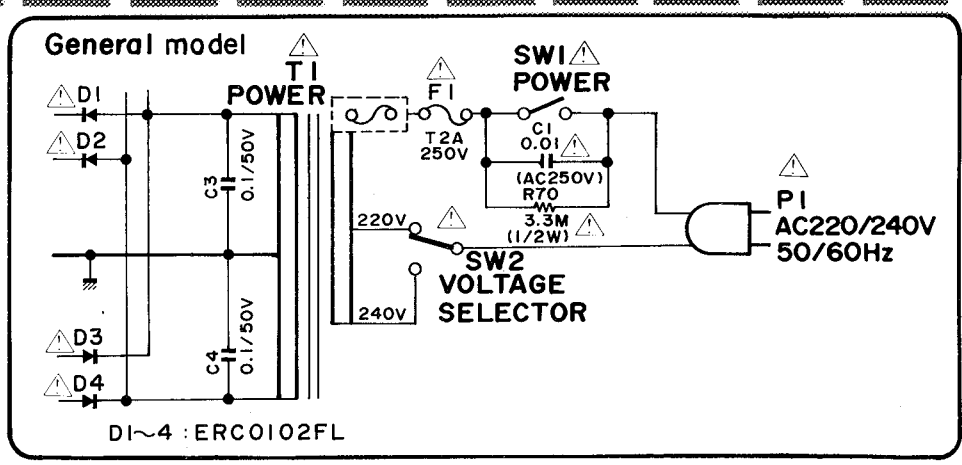 General model
T1
POWER
F1
T2A
250V
SW1
POWER
C1
0.01
(AC250V)
R70
3.3M
(1/2W)
P1
AC220/240V
50/60Hz
D1
D2
C3
0.1/50V
220V
SW2
VOLTAGE
SELECTOR
240V
D3
D4
C4
0.1/50V
D1~4 : ERC0102FL